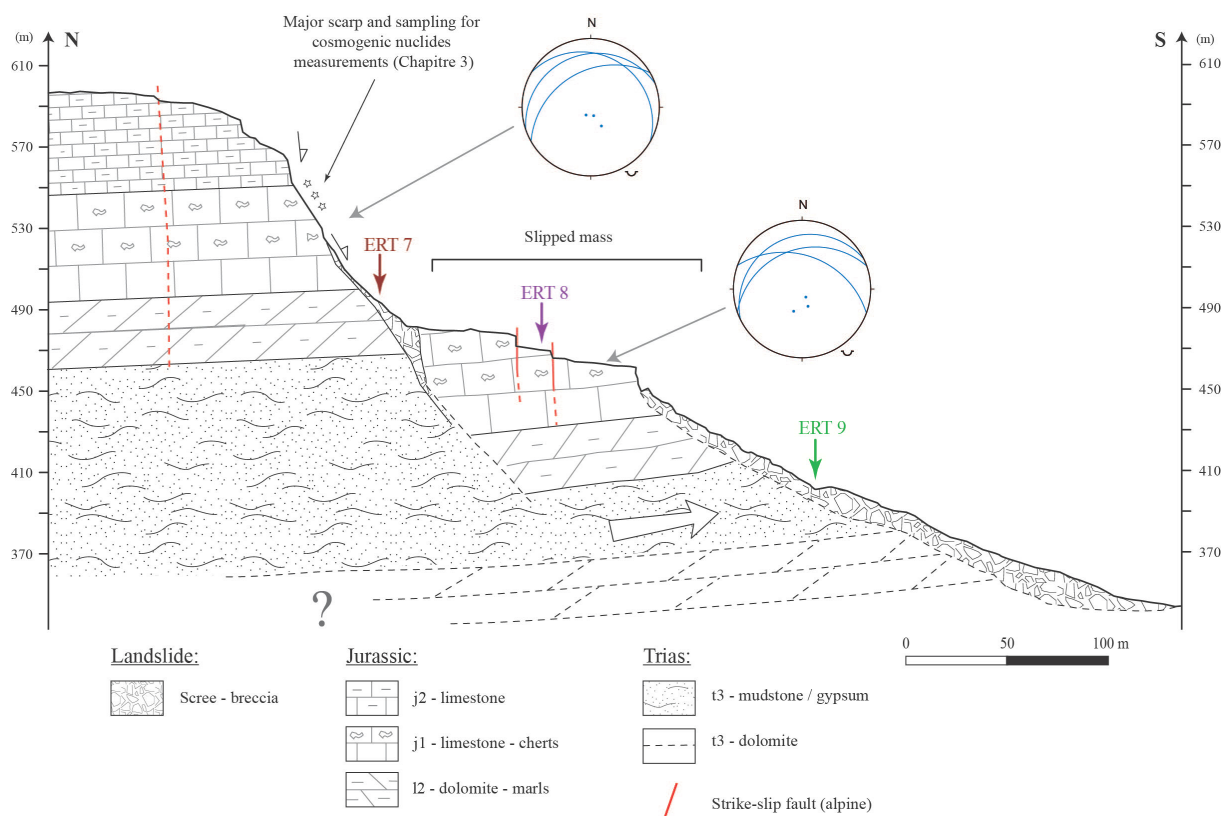 Major scarp and sampling for
cosmogenic nuclides
measurements (Chapitre 3)
(m) N
S (m)
N
N
610
570
530
490
450
410
370
610
570
530
490
450
410
370
ERT 7
Slipped mass
ERT 8
ERT 9
?
0 50 100 m
Landslide:
Scree - breccia
Jurassic:
j2 - limestone
j1 - limestone - cherts
l2 - dolomite - marls
Trias:
t3 - mudstone / gypsum
t3 - dolomite
Strike-slip fault (alpine)